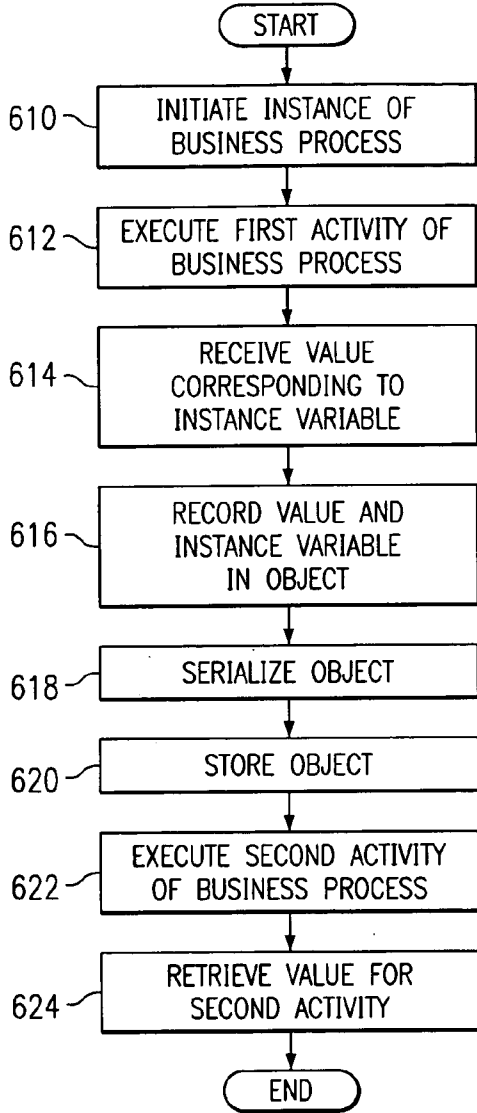 START
610
INITIATE INSTANCE OF
BUSINESS PROCESS
612
EXECUTE FIRST ACTIVITY OF
BUSINESS PROCESS
614
RECEIVE VALUE
CORRESPONDING TO
INSTANCE VARIABLE
616
RECORD VALUE AND
INSTANCE VARIABLE
IN OBJECT
618
SERIALIZE OBJECT
620
STORE OBJECT
622
EXECUTE SECOND ACTIVITY
OF BUSINESS PROCESS
624
RETRIEVE VALUE FOR
SECOND ACTIVITY
END